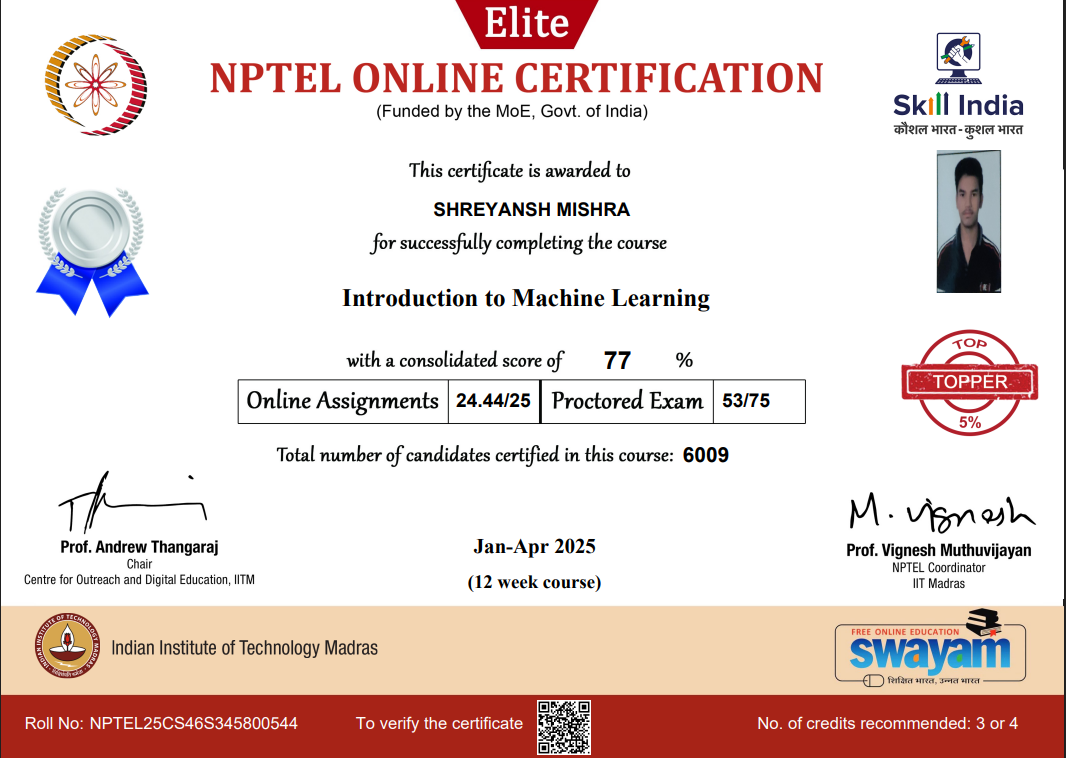 Elite
NPTEL ONLINE CERTIFICATION
(Funded by the MoE, Govt. of India)
Skill India
कौशल भारत - कुशल भारत
This certificate is awarded to
SHREYANSH MISHRA
for successfully completing the course
Introduction to Machine Learning
with a consolidated score of 77 %
Online Assignments 24.44/25 Proctored Exam 53/75
TOP
TOPPER
5%
Total number of candidates certified in this course: 6009
Prof. Andrew Thangaraj
Chair
Centre for Outreach and Digital Education, IITM
Jan-Apr 2025
(12 week course)
M. Vignesh
Prof. Vignesh Muthuvijayan
NPTEL Coordinator
IIT Madras
INDIAN INSTITUTE OF TECHNOLOGY MADRAS
Indian Institute of Technology Madras
FREE ONLINE EDUCATION
swayam
शिक्षित भारत, उन्नत भारत
Roll No: NPTEL25CS46S345800544
To verify the certificate
No. of credits recommended: 3 or 4